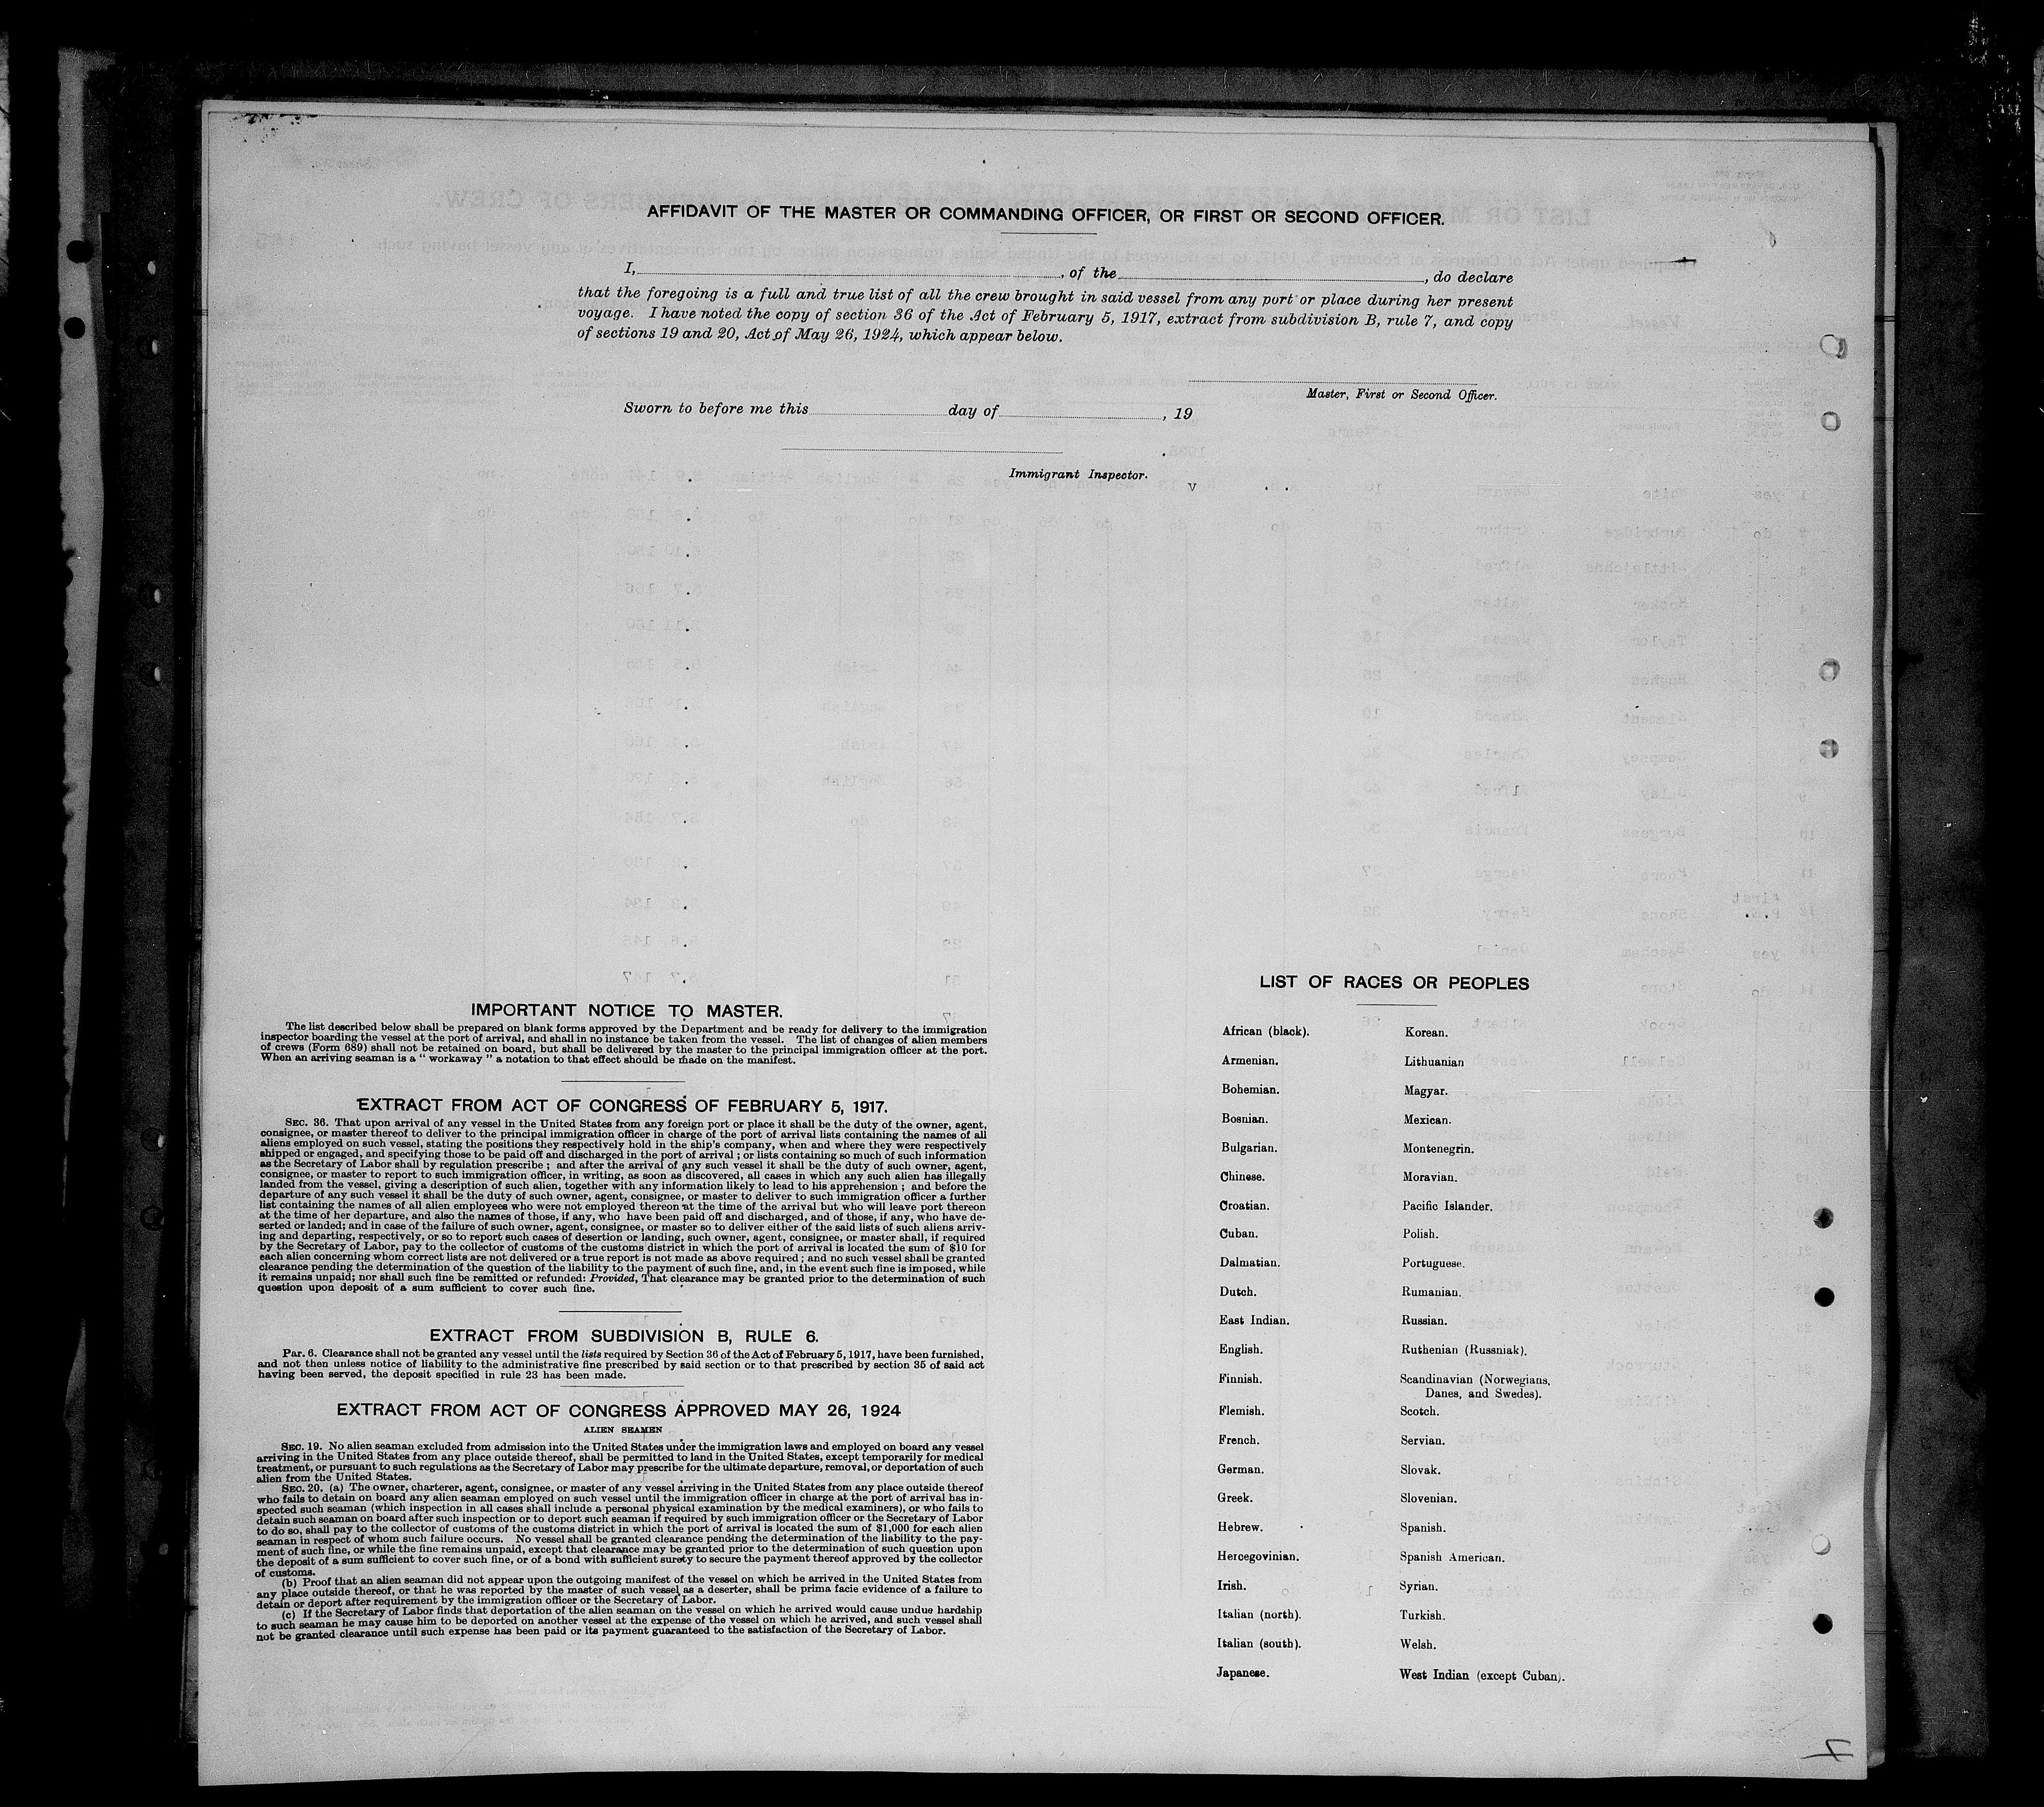 AFFIDAVIT OF THE MASTER OR COMMANDING OFFICER, OR FIRST OR SECOND OFFICER.
I, , of the , do declare
that the foregoing is a full and true list of all the crew brought in said vessel from any port or place during her present
voyage. I have noted the copy of section 36 of the Act of February 5, 1917, extract from subdivision B, rule 7, and copy
of sections 19 and 20, Act of May 26, 1924, which appear below.
Master, First or Second Officer.
Sworn to before me this day of , 19
Immigrant Inspector.
IMPORTANT NOTICE TO MASTER.
The list described below shall be prepared on blank forms approved by the Department and be ready for delivery to the immigration
inspector boarding the vessel at the port of arrival, and shall in no instance be taken from the vessel. The list of changes of alien members
of crews (Form 689) shall not be retained on board, but shall be delivered by the master to the principal immigration officer at the port.
When an arriving seaman is a “ workaway ” a notation to that effect should be made on the manifest.
EXTRACT FROM ACT OF CONGRESS OF FEBRUARY 5, 1917.
SEC. 36. That upon arrival of any vessel in the United States from any foreign port or place it shall be the duty of the owner, agent,
consignee, or master thereof to deliver to the principal immigration officer in charge of the port of arrival lists containing the names of all
aliens employed on such vessel, stating the positions they respectively hold in the ship's company, when and where they were respectively
shipped or engaged, and specifying those to be paid off and discharged in the port of arrival ; or lists containing so much of such information
as the Secretary of Labor shall by regulation prescribe ; and after the arrival of any such vessel it shall be the duty of such owner, agent,
consignee, or master to report to such immigration officer, in writing, as soon as discovered, all cases in which any such alien has illegally
landed from the vessel, giving a description of such alien, together with any information likely to lead to his apprehension ; and before the
departure of any such vessel it shall be the duty of such owner, agent, consignee, or master to deliver to such immigration officer a further
list containing the names of all alien employees who were not employed thereon at the time of the arrival but who will leave port thereon
at the time of her departure, and also the names of those, if any, who have been paid off and discharged, and of those, if any, who have de-
serted or landed; and in case of the failure of such owner, agent, consignee, or master so to deliver either of the said lists of such aliens arriv-
ing and departing, respectively, or so to report such cases of desertion or landing, such owner, agent, consignee, or master shall, if required
by the Secretary of Labor, pay to the collector of customs of the customs district in which the port of arrival is located the sum of $10 for
each alien concerning whom correct lists are not delivered or a true report is not made as above required ; and no such vessel shall be granted
clearance pending the determination of the question of the liability to the payment of such fine, and, in the event such fine is imposed, while
it remains unpaid; nor shall such fine be remitted or refunded: Provided, That clearance may be granted prior to the determination of such
question upon deposit of a sum sufficient to cover such fine.
EXTRACT FROM SUBDIVISION B, RULE 6.
Par. 6. Clearance shall not be granted any vessel until the lists required by Section 36 of the Act of February 5, 1917, have been furnished,
and not then unless notice of liability to the administrative fine prescribed by said section or to that prescribed by section 35 of said act
having been served, the deposit specified in rule 23 has been made.
EXTRACT FROM ACT OF CONGRESS APPROVED MAY 26, 1924
ALIEN SEAMEN
SEC. 19. No alien seaman excluded from admission into the United States under the immigration laws and employed on board any vessel
arriving in the United States from any place outside thereof, shall be permitted to land in the United States, except temporarily for medical
treatment, or pursuant to such regulations as the Secretary of Labor may prescribe for the ultimate departure, removal, or deportation of such
alien from the United States.
SEC. 20. (a) The owner, charterer, agent, consignee, or master of any vessel arriving in the United States from any place outside thereof
who fails to detain on board any alien seaman employed on such vessel until the immigration officer in charge at the port of arrival has in-
spected such seaman (which inspection in all cases shall include a personal physical examination by the medical examiners), or who fails to
detain such seaman on board after such inspection or to deport such seaman if required by such immigration officer or the Secretary of Labor
to do so, shall pay to the collector of customs of the customs district in which the port of arrival is located the sum of $1,000 for each alien
seaman in respect of whom such failure occurs. No vessel shall be granted clearance pending the determination of the liability to the pay-
ment of such fine, or while the fine remains unpaid, except that clearance may be granted prior to the determination of such question upon
the deposit of a sum sufficient to cover such fine, or of a bond with sufficient surety to secure the payment thereof approved by the collector
of customs.
(b) Proof that an alien seaman did not appear upon the outgoing manifest of the vessel on which he arrived in the United States from
any place outside thereof, or that he was reported by the master of such vessel as a deserter, shall be prima facie evidence of a failure to
detain or deport after requirement by the immigration officer or the Secretary of Labor.
(c) If the Secretary of Labor finds that deportation of the alien seaman on the vessel on which he arrived would cause undue hardship
to such seaman he may cause him to be deported on another vessel at the expense of the vessel on which he arrived, and such vessel shall
not be granted clearance until such expense has been paid or its payment guaranteed to the satisfaction of the Secretary of Labor.
LIST OF RACES OR PEOPLES
African (black).
Armenian.
Bohemian.
Bosnian.
Bulgarian.
Chinese.
Croatian.
Cuban.
Dalmatian.
Dutch.
East Indian.
English.
Finnish.
Flemish.
French.
German.
Greek.
Hebrew.
Hercegovinian.
Irish.
Italian (north).
Italian (south).
Japanese.
Korean.
Lithuanian
Magyar.
Mexican.
Montenegrin.
Moravian.
Pacific Islander.
Polish.
Portuguese.
Rumanian.
Russian.
Ruthenian (Russniak).
Scandinavian (Norwegians,
Danes, and Swedes).
Scotch.
Servian.
Slovak.
Slovenian.
Spanish.
Spanish American.
Syrian.
Turkish.
Welsh.
West Indian (except Cuban).